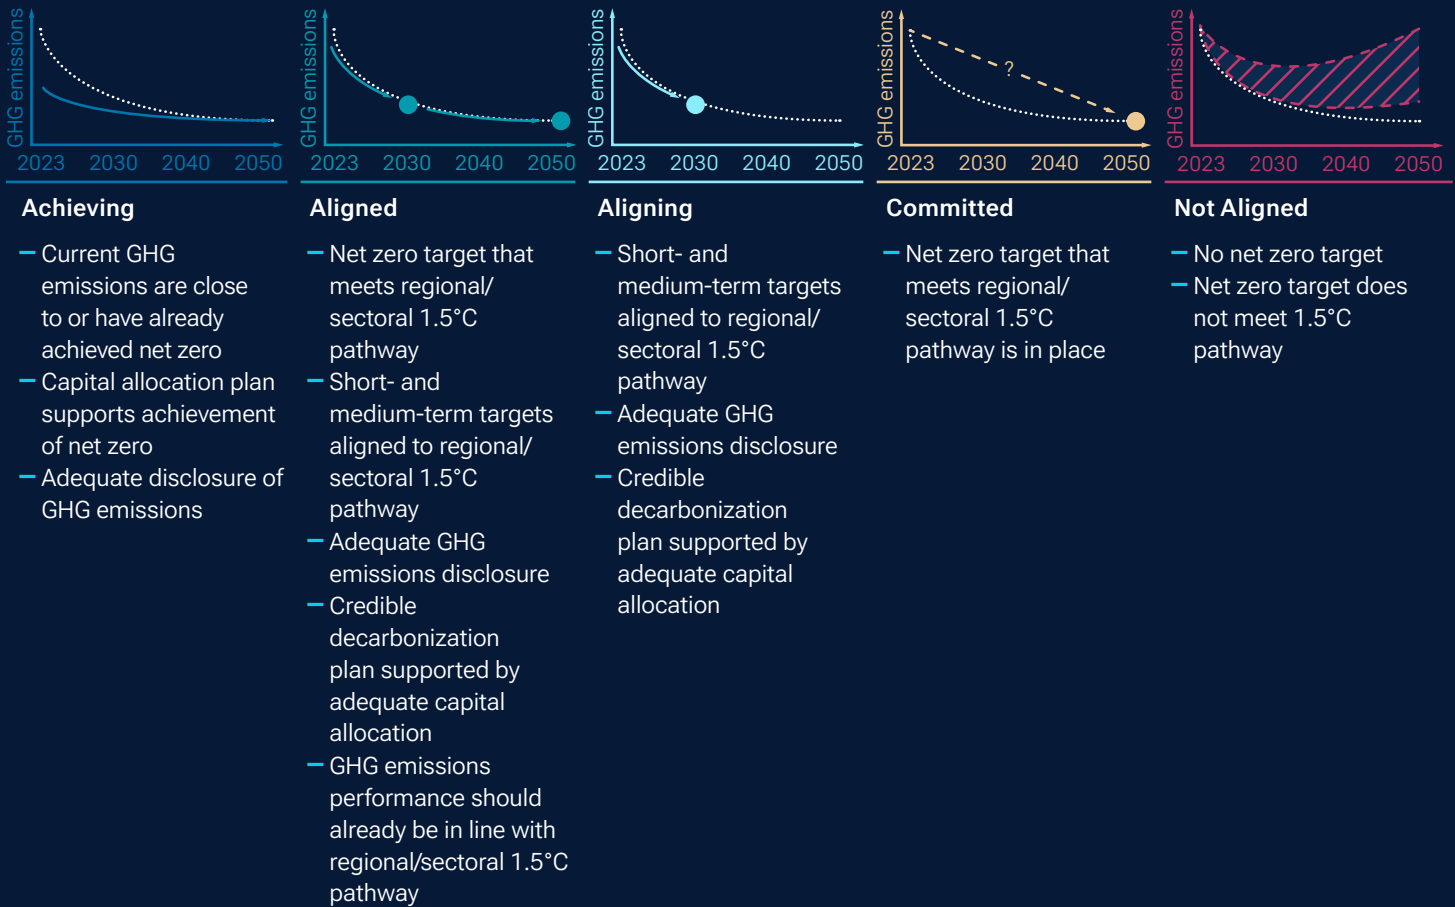 GHG emissions
2023 2030 2040 2050
Achieving
– Current GHG
emissions are close
to or have already
achieved net zero
– Capital allocation plan
supports achievement
of net zero
– Adequate disclosure of
GHG emissions
GHG emissions
2023 2030 2040 2050
Aligned
– Net zero target that
meets regional/
sectoral 1.5°C
pathway
– Short- and
medium-term targets
aligned to regional/
sectoral 1.5°C
pathway
– Adequate GHG
emissions disclosure
– Credible
decarbonization
plan supported by
adequate capital
allocation
– GHG emissions
performance should
already be in line with
regional/sectoral 1.5°C
pathway
GHG emissions
2023 2030 2040 2050
Aligning
– Short- and
medium-term targets
aligned to regional/
sectoral 1.5°C
pathway
– Adequate GHG
emissions disclosure
– Credible
decarbonization
plan supported by
adequate capital
allocation
GHG emissions
?
2023 2030 2040 2050
Committed
– Net zero target that
meets regional/
sectoral 1.5°C
pathway is in place
GHG emissions
2023 2030 2040 2050
Not Aligned
– No net zero target
– Net zero target does
not meet 1.5°C
pathway